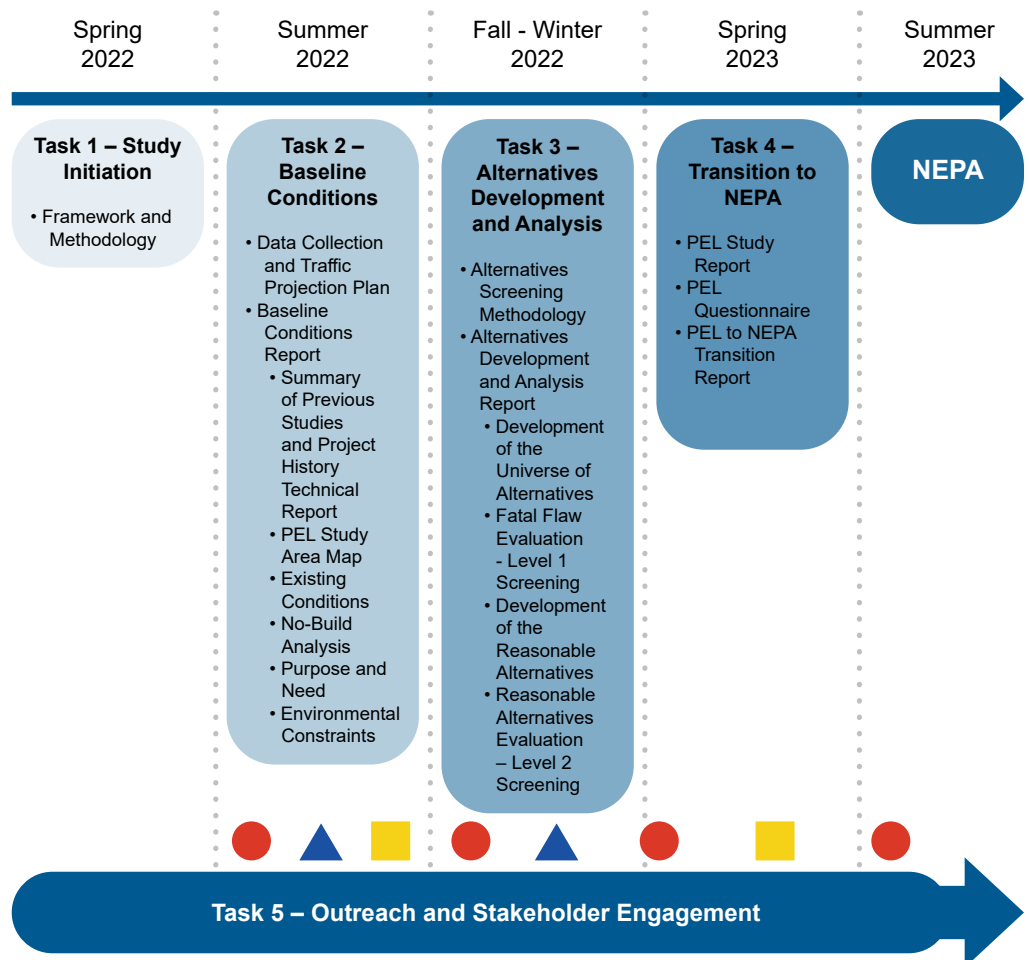 Spring
2022
Summer
2022
Fall - Winter
2022
Spring
2023
Summer
2023
Task 1 – Study
Initiation
• Framework and
Methodology
Task 2 –
Baseline
Conditions
• Data Collection
and Traffic
Projection Plan
• Baseline
Conditions
Report
• Summary
of Previous
Studies
and Project
History
Technical
Report
• PEL Study
Area Map
• Existing
Conditions
• No-Build
Analysis
• Purpose and
Need
• Environmental
Constraints
Task 3 –
Alternatives
Development
and Analysis
• Alternatives
Screening
Methodology
• Alternatives
Development
and Analysis
Report
• Development
of the
Universe of
Alternatives
• Fatal Flaw
Evaluation
- Level 1
Screening
• Development
of the
Reasonable
Alternatives
• Reasonable
Alternatives
Evaluation
– Level 2
Screening
Task 4 –
Transition to
NEPA
• PEL Study
Report
• PEL
Questionnaire
• PEL to NEPA
Transition
Report
NEPA
Task 5 – Outreach and Stakeholder Engagement